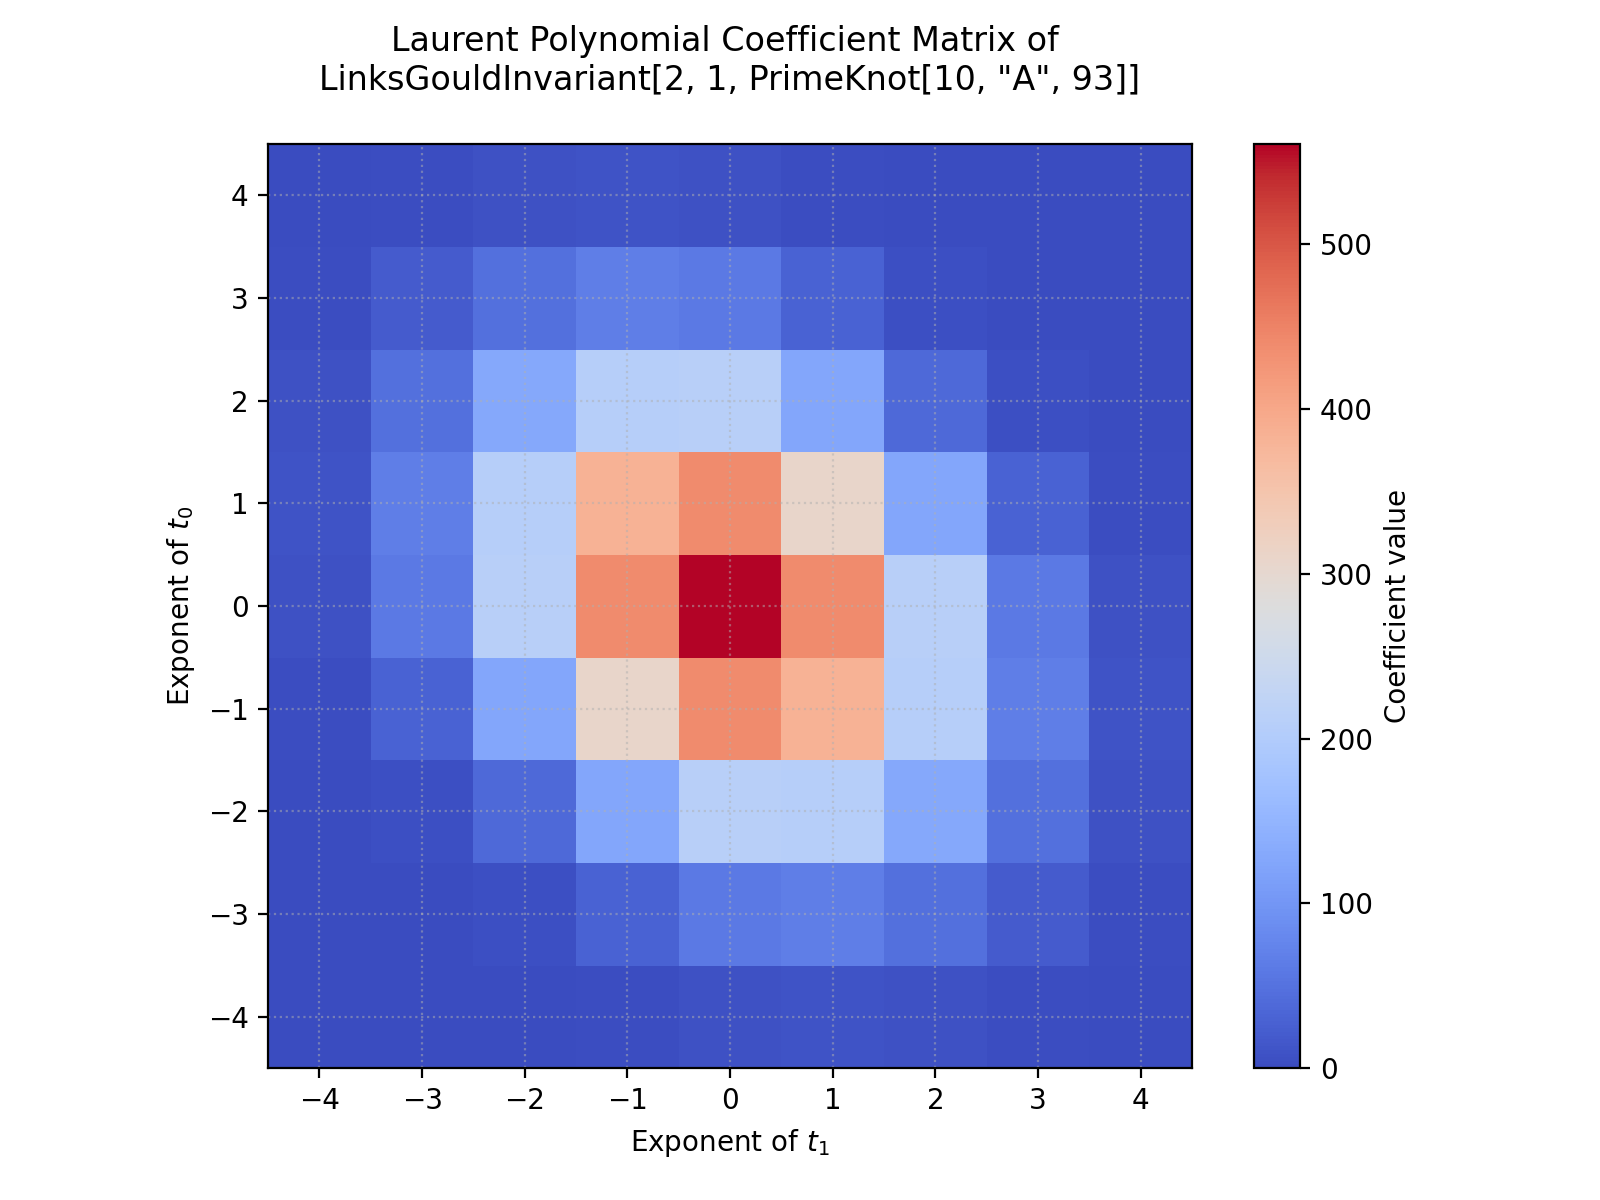 Laurent Polynomial Coefficient Matrix of
LinksGouldInvariant[2, 1, PrimeKnot[10, "A", 93]]
4
3
2
1
0
−1
−2
−3
−4
Exponent of t₀
−4 −3 −2 −1 0 1 2 3 4
Exponent of t₁
500
400
300
200
100
0
Coefficient value